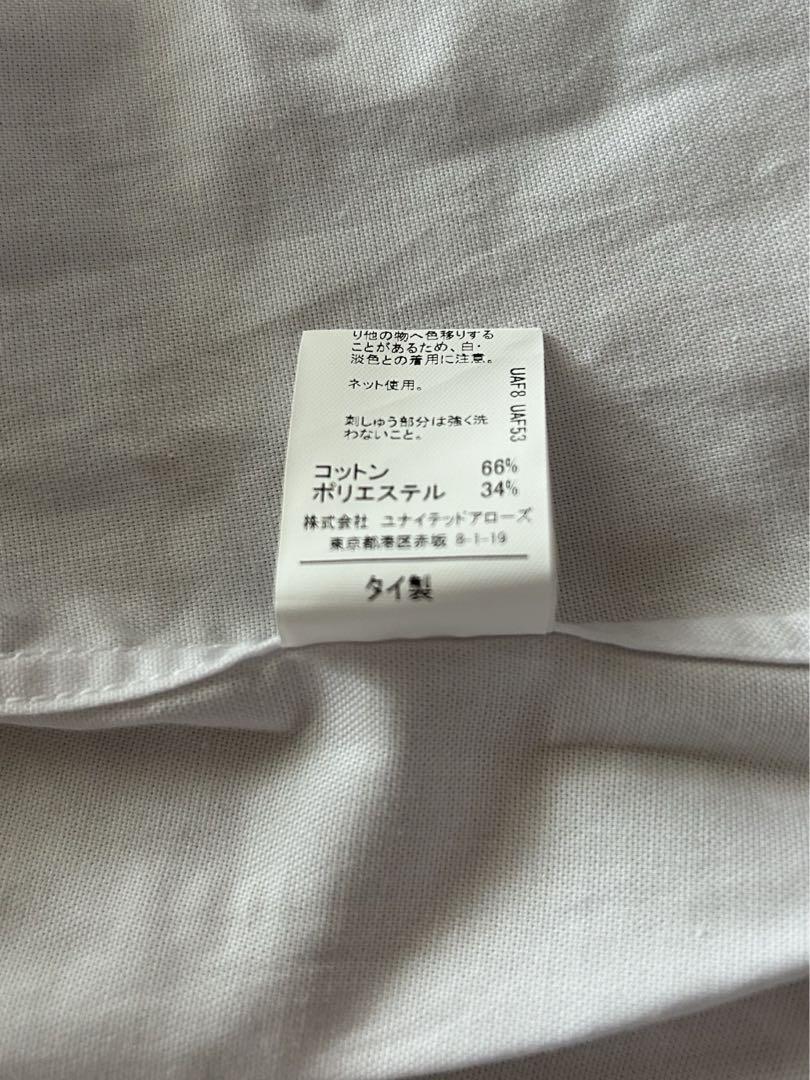 り他の物へ色移りする
ことがあるため、白・
淡色との着用に注意。
ネット使用。
刺しゅう部分は強く洗
わないこと。
UAF8 UAF53
コットン 66%
ポリエステル 34%
株式会社 ユナイテッドアローズ
東京都港区赤坂 8-1-19
タイ製